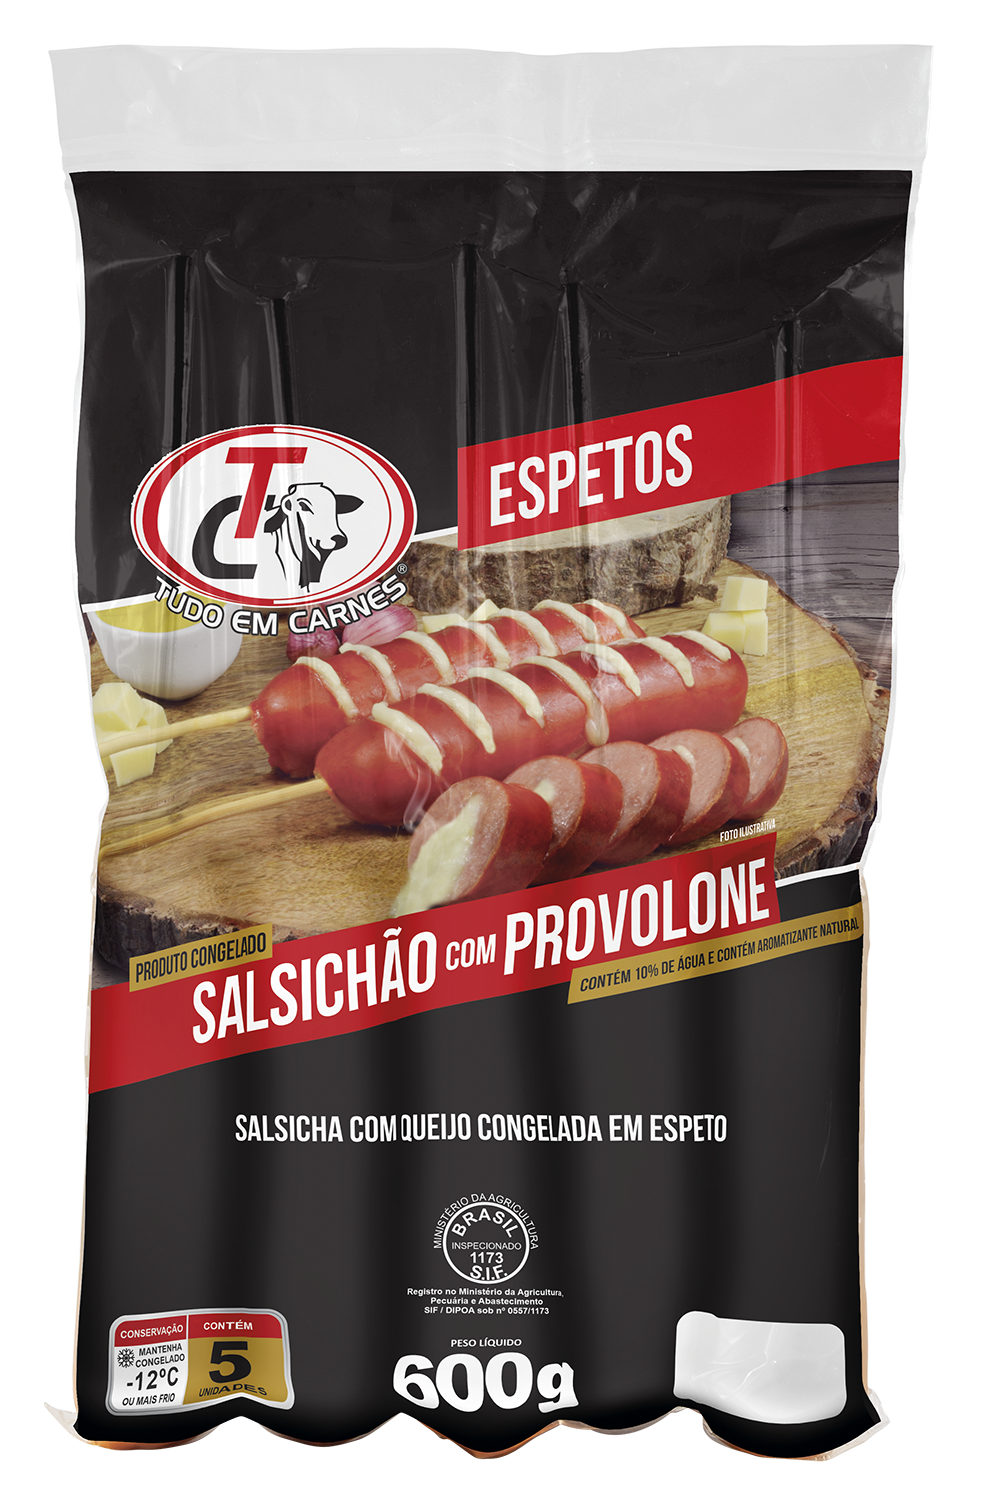 ESPETOS
TC
TUDO EM CARNES®
FOTO ILUSTRATIVA
PRODUTO CONGELADO
SALSICHÃO COM PROVOLONE
CONTÉM 10% DE ÁGUA E CONTÉM AROMATIZANTE NATURAL
SALSICHA COM QUEIJO CONGELADA EM ESPETO
MINISTÉRIO DA AGRICULTURA
BRASIL
INSPECIONADO
1173
S.I.F.
Registro no Ministério da Agricultura,
Pecuária e Abastecimento
SIF / DIPOA sob nº 0557/1173
CONSERVAÇÃO
MANTENHA
CONGELADO
-12ºC
OU MAIS FRIO
CONTÉM
5
UNIDADES
PESO LÍQUIDO
600g